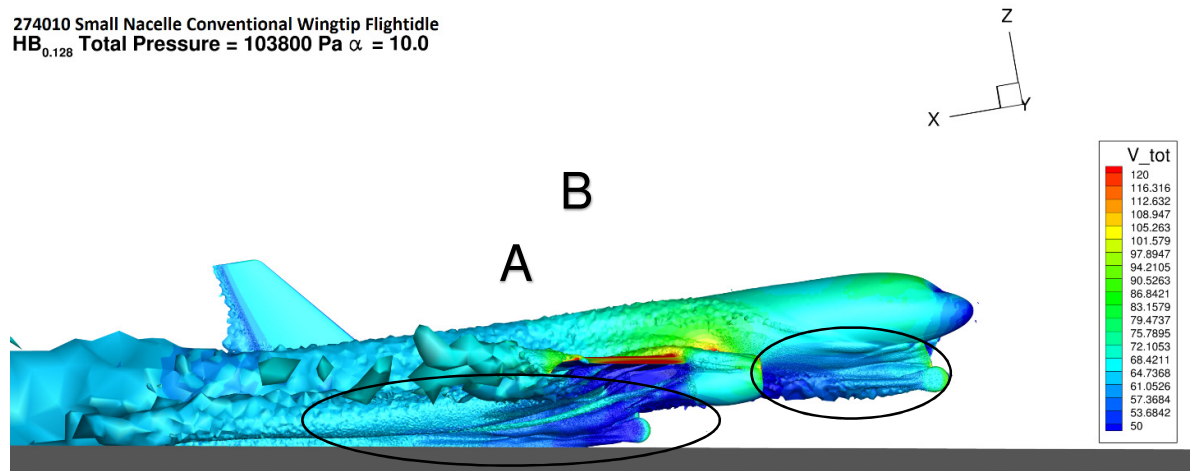 274010 Small Nacelle Conventional Wingtip Flightidle
HB0.128 Total Pressure = 103800 Pa α = 10.0
Z
X
Y
B
A
V_tot
120
116.316
112.632
108.947
105.263
101.579
97.8947
94.2105
90.5263
86.8421
83.1579
79.4737
75.7895
72.1053
68.4211
64.7368
61.0526
57.3684
53.6842
50